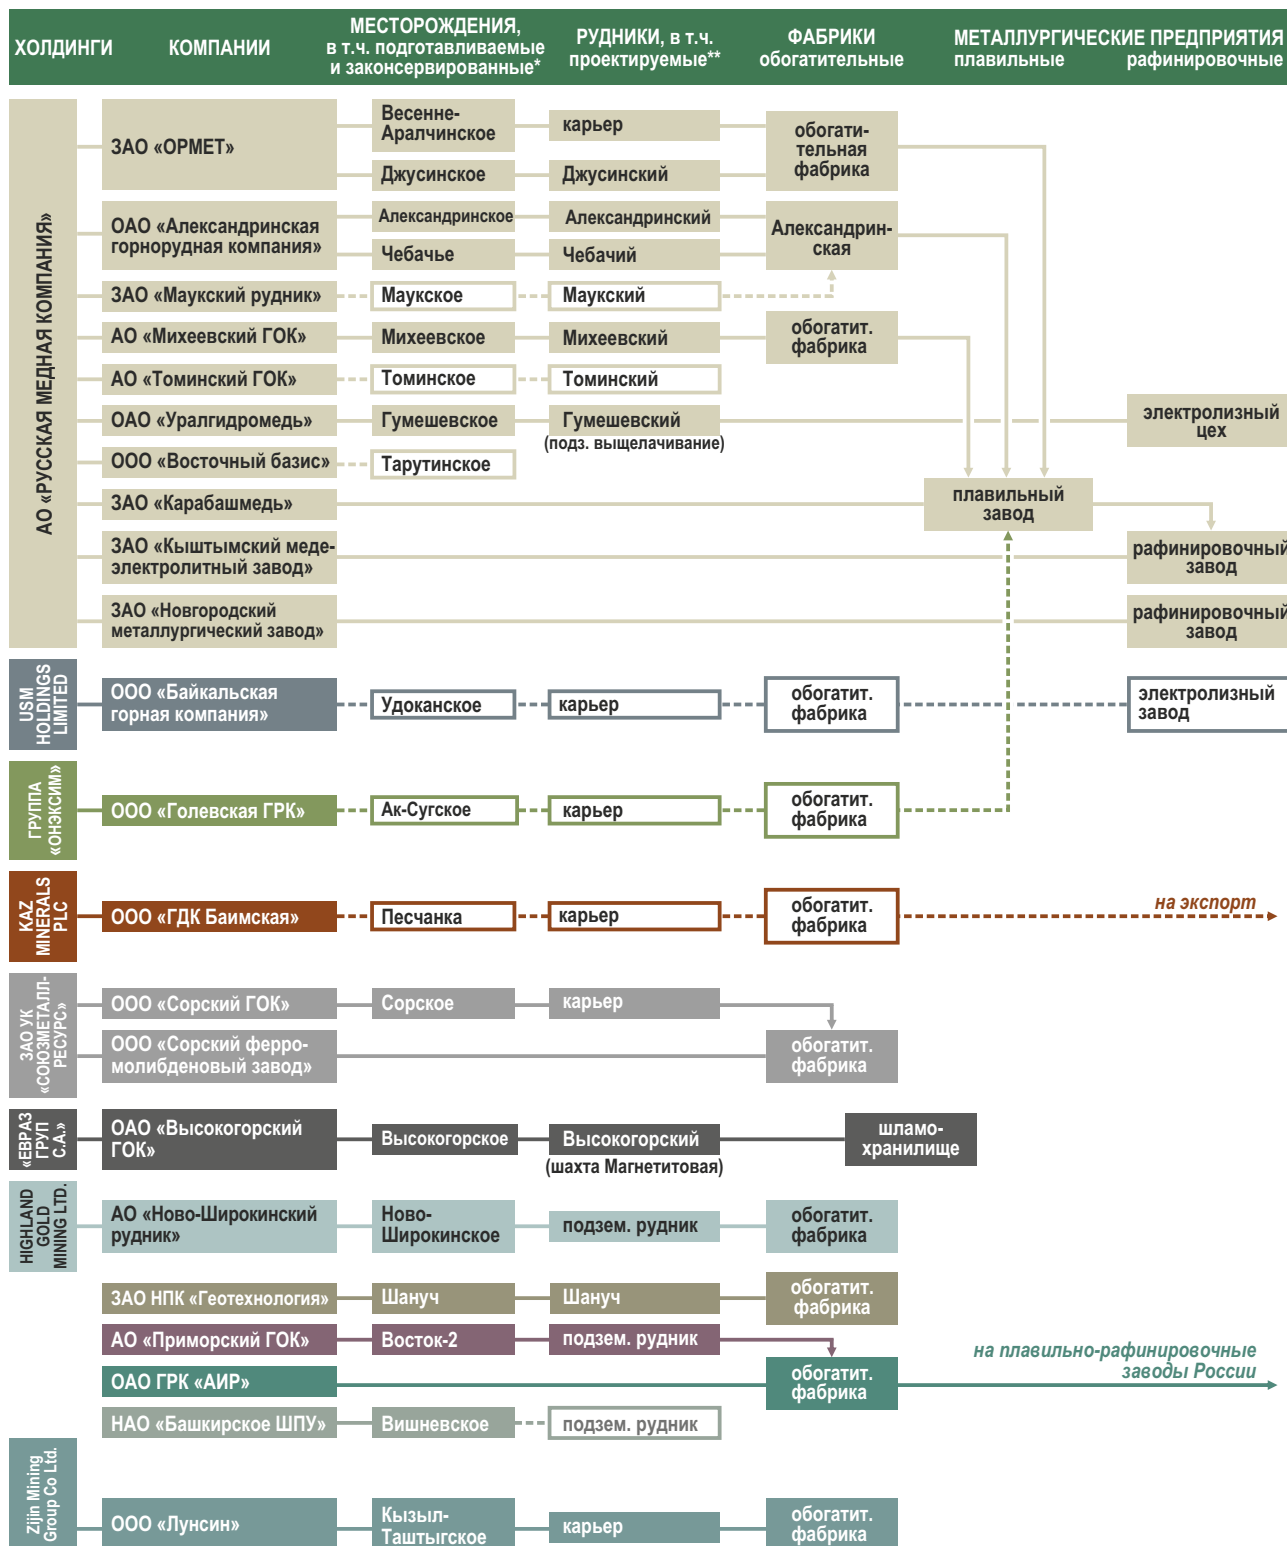 ХОЛДИНГИ
КОМПАНИИ
МЕСТОРОЖДЕНИЯ,
в т.ч. подготавливаемые
и законсервированные*
РУДНИКИ, в т.ч.
проектируемые**
ФАБРИКИ
обогатительные
МЕТАЛЛУРГИЧЕСКИЕ ПРЕДПРИЯТИЯ
плавильные
рафинировочные
АО «РУССКАЯ МЕДНАЯ КОМПАНИЯ»
ЗАО «ОРМЕТ»
Весенне-
Аралчинское
карьер
обогати-
тельная
фабрика
Джусинское
Джусинский
ОАО «Александринская
горнорудная компания»
Александринское
Александринский
Александрин-
ская
Чебачье
Чебачий
ЗАО «Маукский рудник»
Маукское
Маукский
АО «Михеевский ГОК»
Михеевское
Михеевский
обогатит.
фабрика
АО «Томинский ГОК»
Томинское
Томинский
ОАО «Уралгидромедь»
Гумешевское
Гумешевский
(подз. выщелачивание)
электролизный
цех
ООО «Восточный базис»
Тарутинское
ЗАО «Карабашмедь»
плавильный
завод
ЗАО «Кыштымский меде-
электролитный завод»
рафинировочный
завод
ЗАО «Новгородский
металлургический завод»
рафинировочный
завод
USM
HOLDINGS
LIMITED
ООО «Байкальская
горная компания»
Удоканское
карьер
обогатит.
фабрика
электролизный
завод
ГРУППА
«ОНЭКСИМ»
ООО «Голевская ГРК»
Ак-Сугское
карьер
обогатит.
фабрика
KAZ
MINERALS
PLC
ООО «ГДК Баимская»
Песчанка
карьер
обогатит.
фабрика
на экспорт
ЗАО УК
«СОЮЗМЕТАЛЛ-
РЕСУРС»
ООО «Сорский ГОК»
Сорское
карьер
ООО «Сорский ферро-
молибденовый завод»
обогатит.
фабрика
«ЕВРАЗ
ГРУП
С.А.»
ОАО «Высокогорский
ГОК»
Высокогорское
Высокогорский
(шахта Магнетитовая)
шламо-
хранилище
HIGHLAND
GOLD
MINING LTD.
АО «Ново-Широкинский
рудник»
Ново-
Широкинское
подзем. рудник
обогатит.
фабрика
ЗАО НПК «Геотехнология»
Шануч
Шануч
обогатит.
фабрика
АО «Приморский ГОК»
Восток-2
подзем. рудник
ОАО ГРК «АИР»
обогатит.
фабрика
на плавильно-рафинировочные
заводы России
НАО «Башкирское ШПУ»
Вишневское
подзем. рудник
Zijin Mining
Group Co Ltd.
ООО «Лунсин»
Кызыл-
Таштыгское
карьер
обогатит.
фабрика